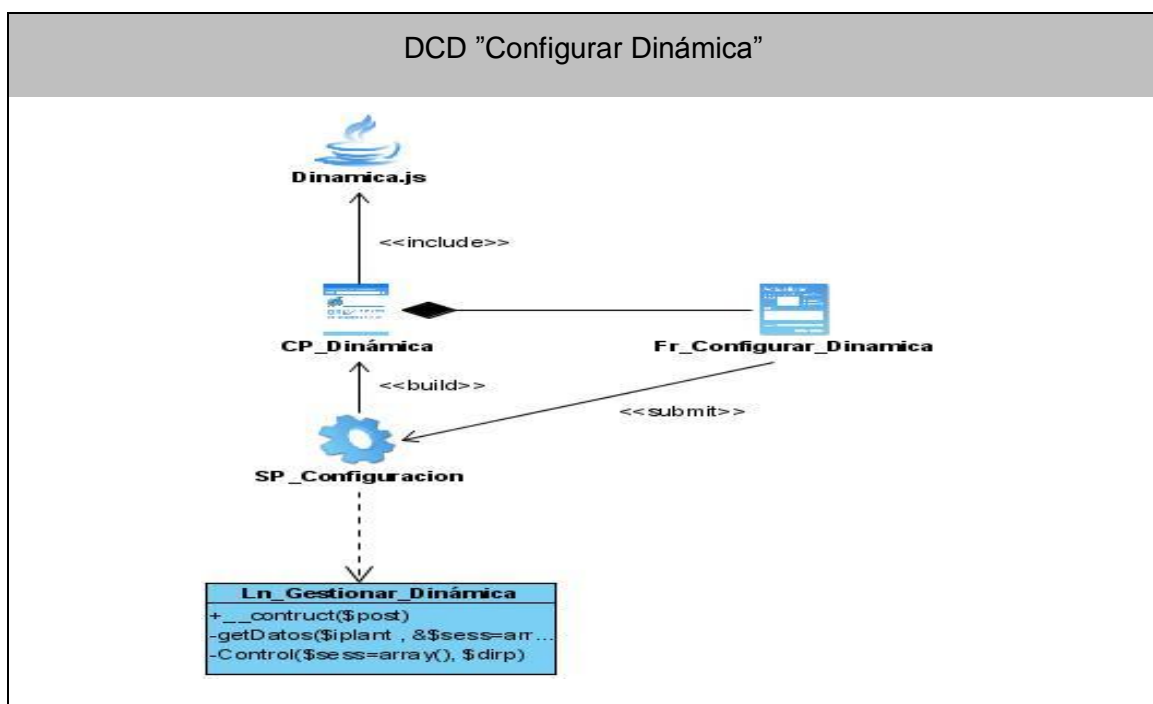 DCD ”Configurar Dinámica”
Dinamica.js
<<include>>
CP_Dinámica
Fr_Configurar_Dinamica
<<build>>
<<submit>>
SP_Configuracion
Ln_Gestionar_Dinámica
+__contruct($post)
-getDatos($iplant , &$sess=arr...
-Control($sess=array(), $dirp)